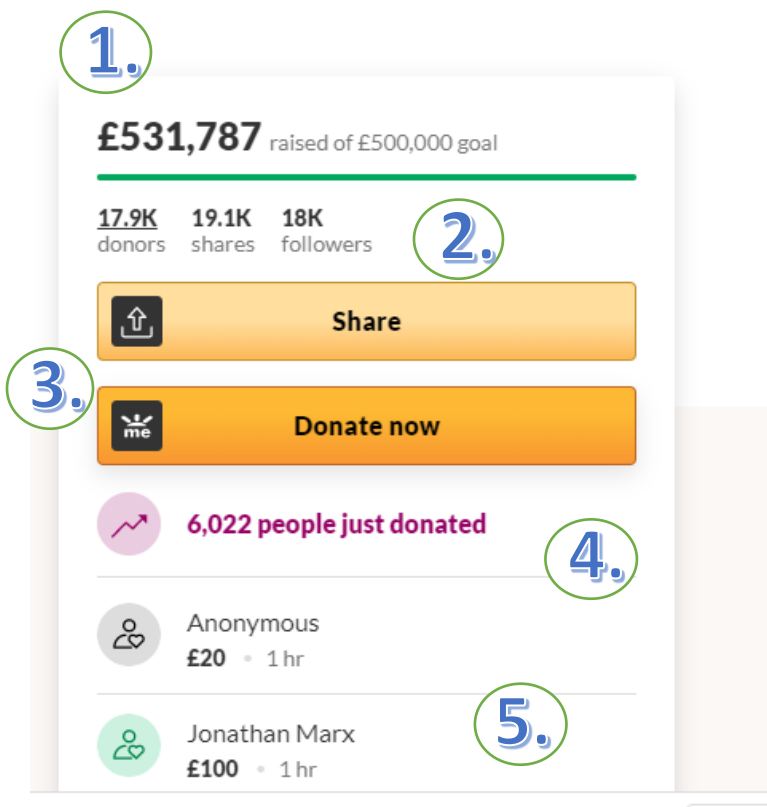 1.
£531,787 raised of £500,000 goal
17.9K 19.1K 18K
donors shares followers
2.
Share
3.
me Donate now
6,022 people just donated
4.
Anonymous
£20 • 1 hr
5.
Jonathan Marx
£100 • 1 hr